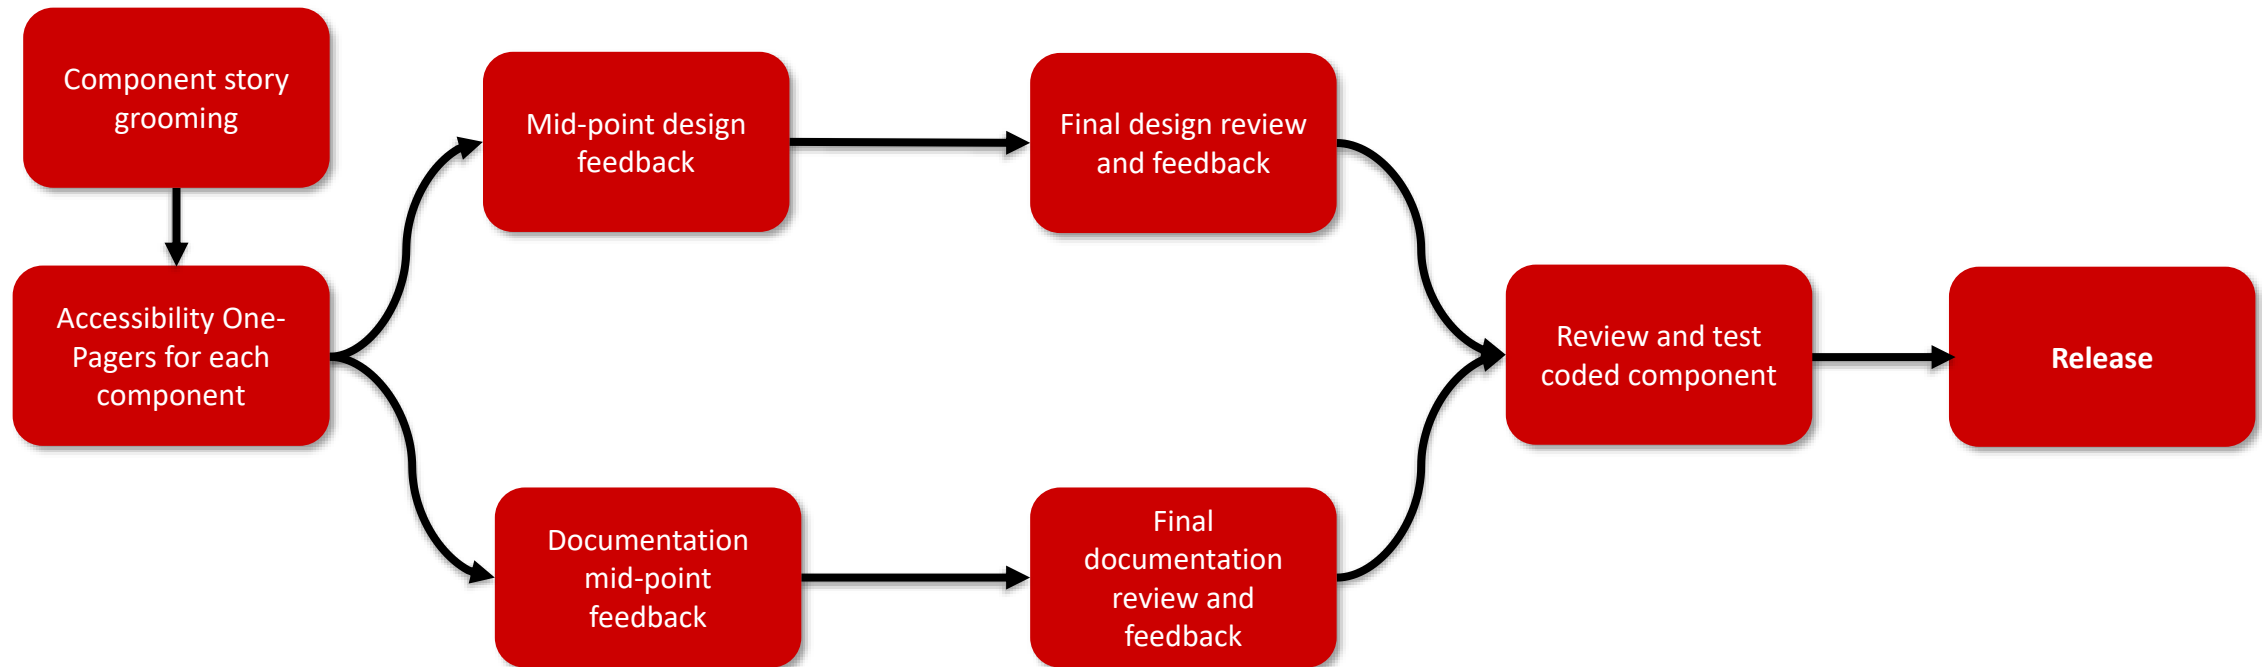 Component story
grooming
Accessibility One-
Pagers for each
component
Mid-point design
feedback
Final design review
and feedback
Documentation
mid-point
feedback
Final
documentation
review and
feedback
Review and test
coded component
Release